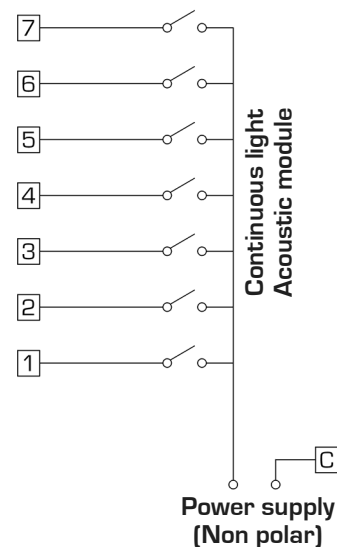 7
6
5
4
3
2
1
Continuous light
Acoustic module
C
Power supply
(Non polar)